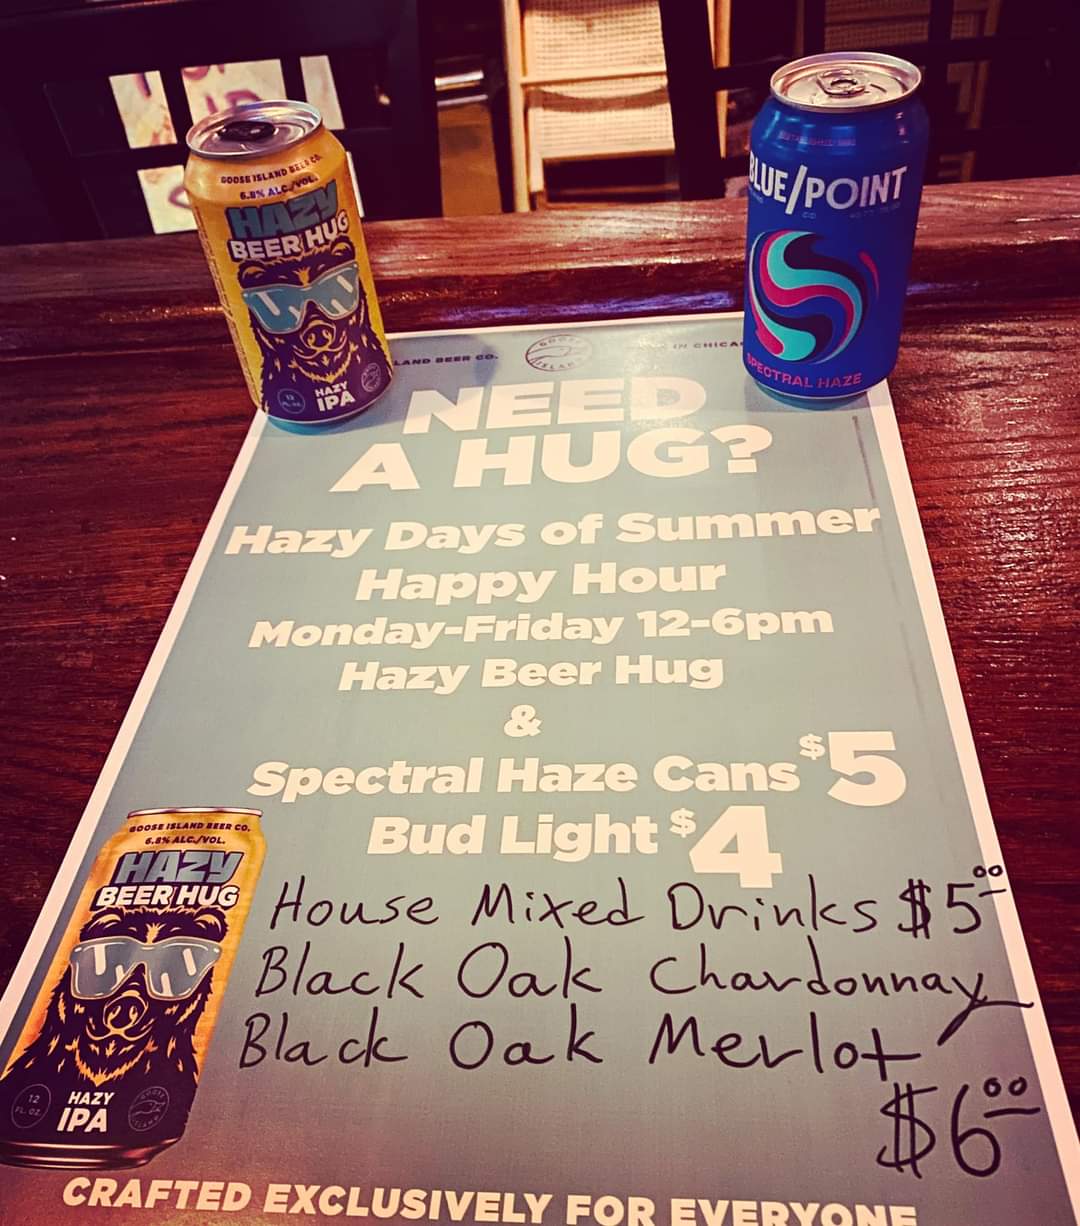 GOOSE ISLAND BEER CO.
6.8% ALC./VOL.
HAZY
BEER HUG
HAZY
IPA
12
FL. OZ.
BLUE/POINT
CO
SPECTRAL HAZE
LAND BEER CO.
GOOSE
ISLAND
IN CHICA
NEED
A HUG?
Hazy Days of Summer
Happy Hour
Monday-Friday 12-6pm
Hazy Beer Hug
&
Spectral Haze Cans $5
Bud Light $4
House Mixed Drinks $5.00
Black Oak Chardonnay
Black Oak Merlot
$6.00
GOOSE ISLAND BEER CO.
6.8% ALC./VOL.
HAZY
BEER HUG
12
FL. OZ.
HAZY
IPA
GOOSE
ISLAND
CRAFTED EXCLUSIVELY FOR EVERYONE